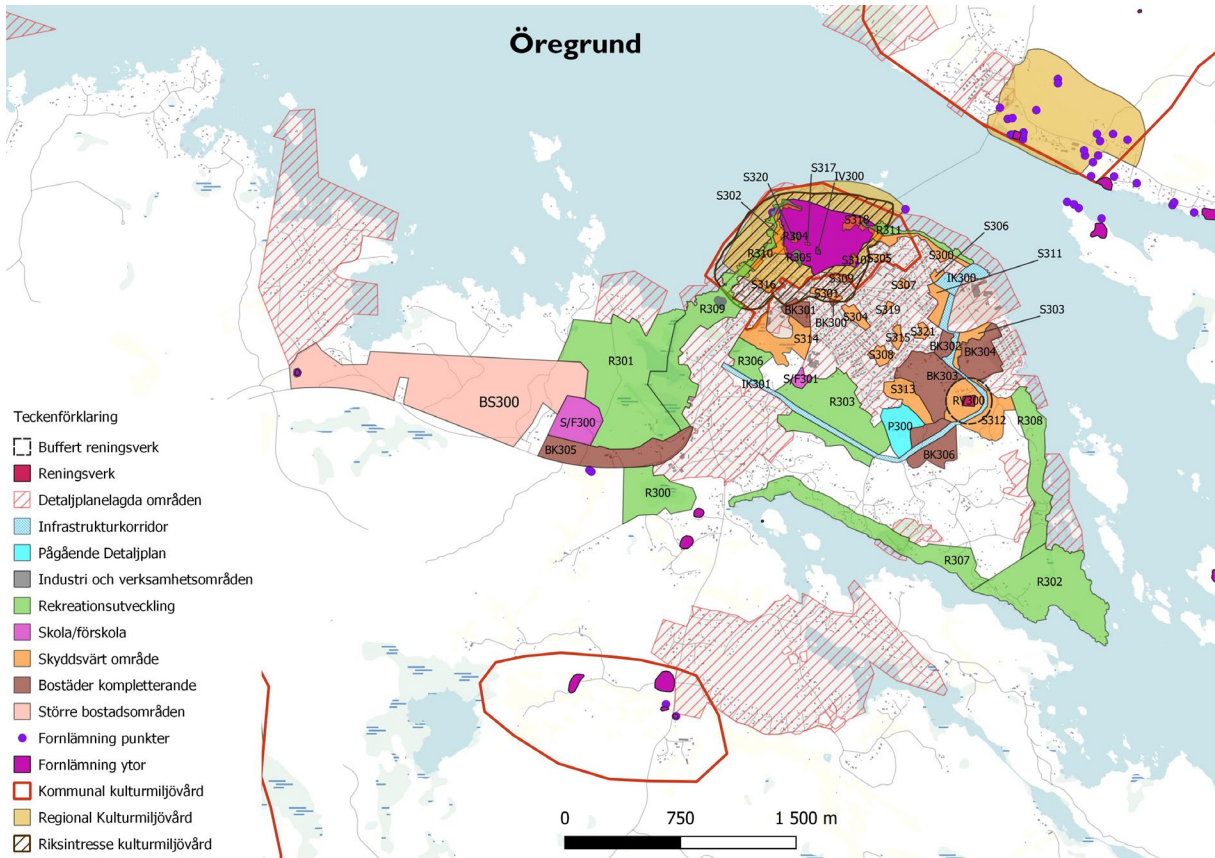 Öregrund
S317
S320
IV300
S302
S318
R304
R311
S306
R310
R305
S310
S305
S300
S311
S316
S309
IK300
S307
S301
R309
BK301
S304
S319
S303
BK300
S314
S315
S321
BK302
R301
R306
S308
BK304
IK301
S/F301
BK303
BS300
R303
S313
RV300
S/F300
P300
S312
R308
BK305
BK306
R300
R307
R302
Teckenförklaring
Buffert reningsverk
Reningsverk
Detaljplanelagda områden
Infrastrukturkorridor
Pågående Detaljplan
Industri och verksamhetsområden
Rekreationsutveckling
Skola/förskola
Skyddsvärt område
Bostäder kompletterande
Större bostadsområden
Fornlämning punkter
Fornlämning ytor
Kommunal kulturmiljövård
Regional Kulturmiljövård
Riksintresse kulturmiljövård
0 750 1 500 m